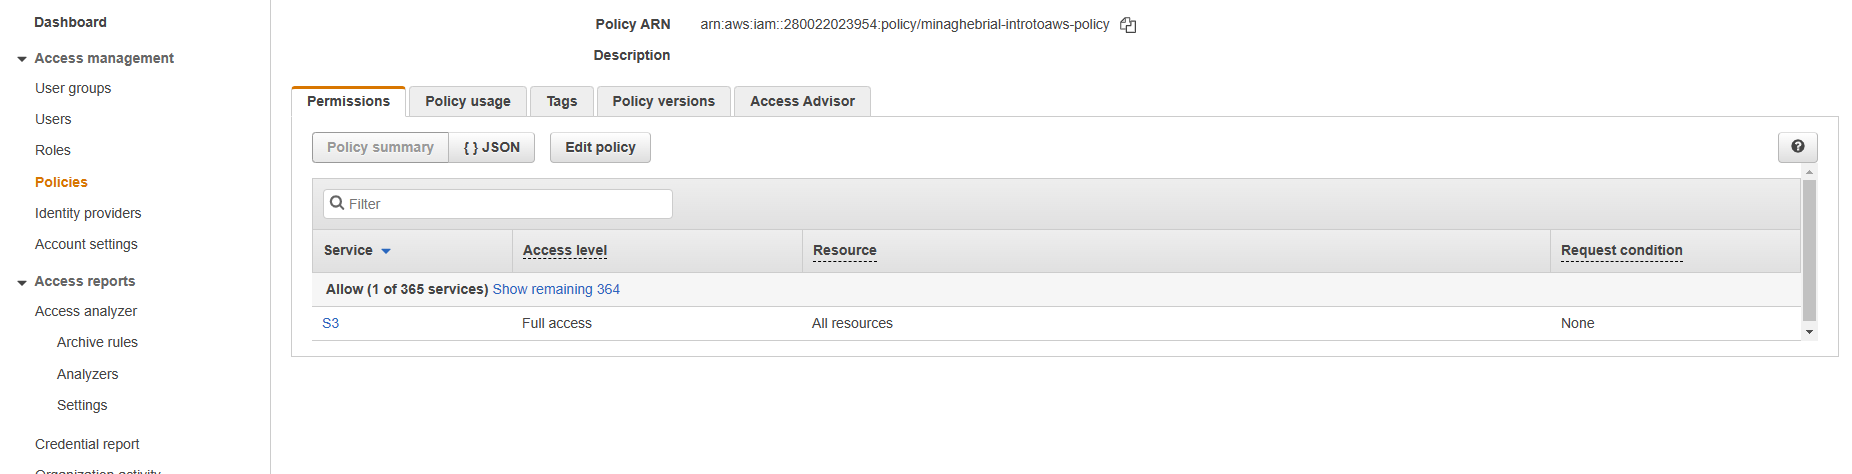 Dashboard
Access management
User groups
Users
Roles
Policies
Identity providers
Account settings
Access reports
Access analyzer
Archive rules
Analyzers
Settings
Credential report
Organization activity
Policy ARN arn:aws:iam::280022023954:policy/minaghebrial-introtoaws-policy
Description
Permissions Policy usage Tags Policy versions Access Advisor
Policy summary { } JSON Edit policy
Filter
Service Access level Resource Request condition
Allow (1 of 365 services) Show remaining 364
S3 Full access All resources None